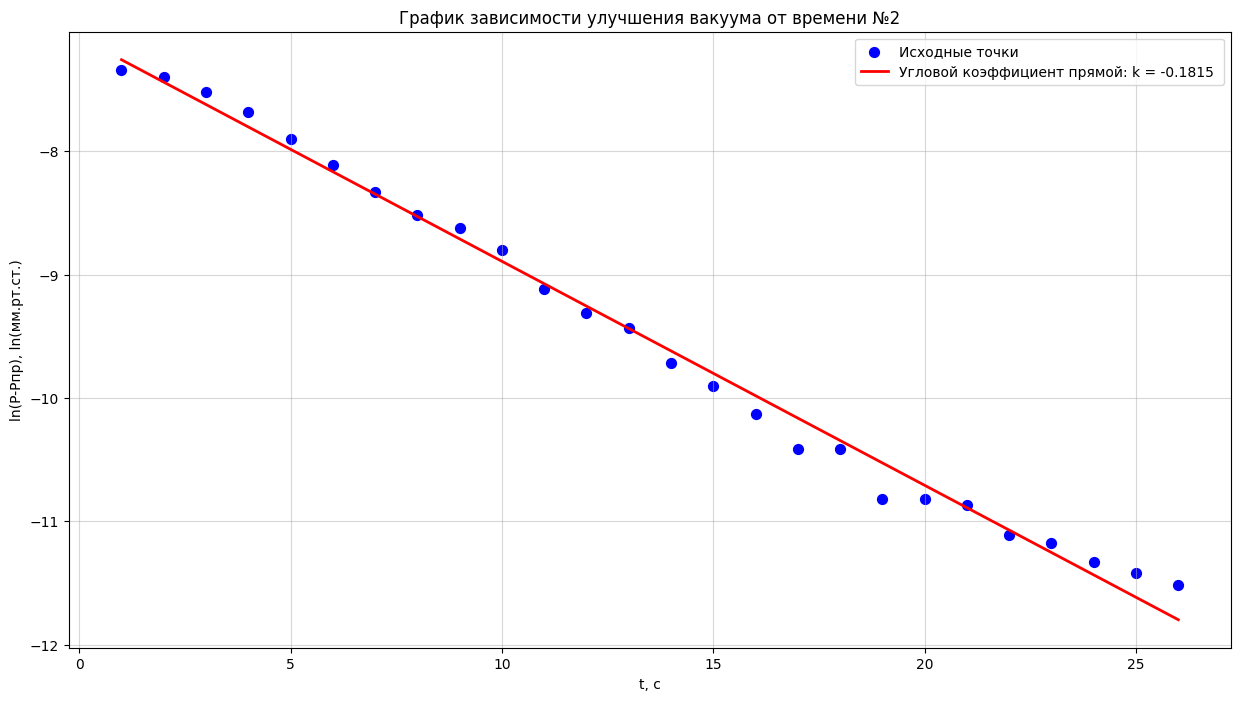 График зависимости улучшения вакуума от времени №2
Исходные точки
Угловой коэффициент прямой: k = -0.1815
ln(P-Pпр), ln(мм.рт.ст.)
−8
−9
−10
−11
−12
0 5 10 15 20 25
t, с